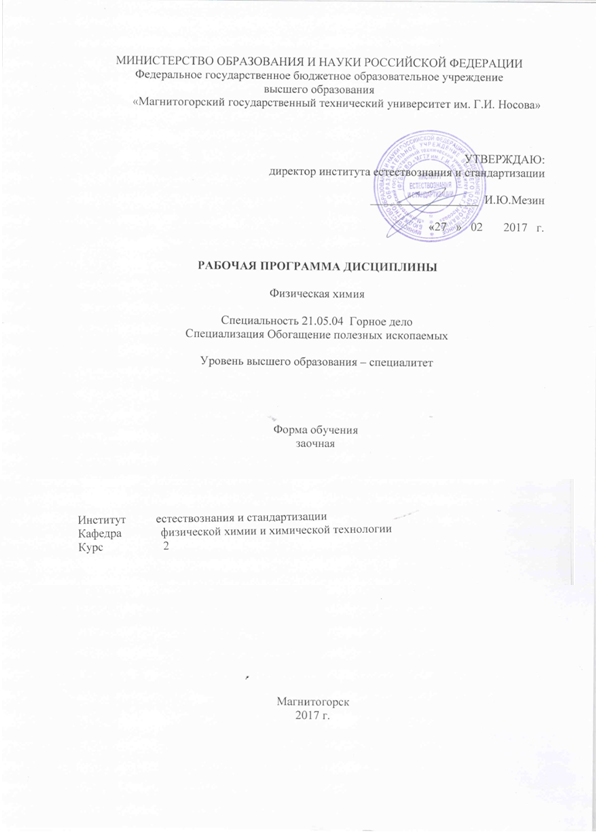 МИНИСТЕРСТВО ОБРАЗОВАНИЯ И НАУКИ РОССИЙСКОЙ ФЕДЕРАЦИИ
Федеральное государственное бюджетное образовательное учреждение
высшего образования
«Магнитогорский государственный технический университет им. Г.И. Носова»
УТВЕРЖДАЮ:
директор института естествознания и стандартизации
И.Ю.Мезин
«27 » 02 2017 г.
РАБОЧАЯ ПРОГРАММА ДИСЦИПЛИНЫ
Физическая химия
Специальность 21.05.04 Горное дело
Специализация Обогащение полезных ископаемых
Уровень высшего образования – специалитет
Форма обучения
заочная
Институт естествознания и стандартизации
Кафедра физической химии и химической технологии
Курс 2
Магнитогорск
2017 г.